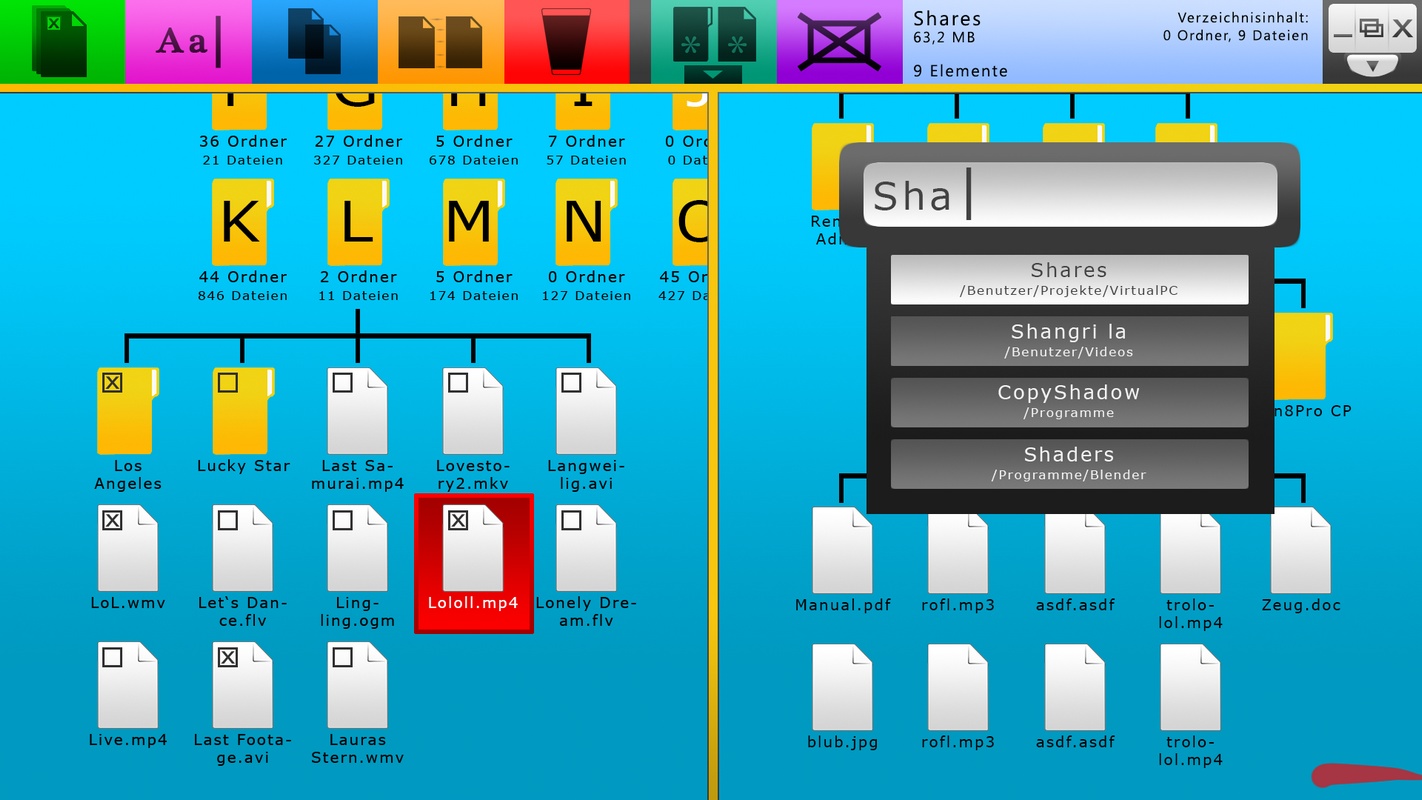 Aa
Shares
63,2 MB
9 Elemente
Verzeichnisinhalt:
0 Ordner, 9 Dateien
X
36 Ordner
21 Dateien
27 Ordner
327 Dateien
5 Ordner
678 Dateien
7 Ordner
57 Dateien
K
L
M
N
44 Ordner
846 Dateien
2 Ordner
11 Dateien
5 Ordner
174 Dateien
0 Ordner
127 Dateien
Los
Angeles
Lucky Star
Last Sa-
murai.mp4
Lovesto-
ry2.mkv
Langwei-
lig.avi
LoL.wmv
Let‘s Dan-
ce.flv
Ling-
ling.ogm
Lololl.mp4
Lonely Dre-
am.flv
Live.mp4
Last Foota-
ge.avi
Lauras
Stern.wmv
Sha
Shares
/Benutzer/Projekte/VirtualPC
Shangri la
/Benutzer/Videos
CopyShadow
/Programme
Shaders
/Programme/Blender
n8Pro CP
Manual.pdf
rofl.mp3
asdf.asdf
trolo-
lol.mp4
Zeug.doc
blub.jpg
rofl.mp3
asdf.asdf
trolo-
lol.mp4